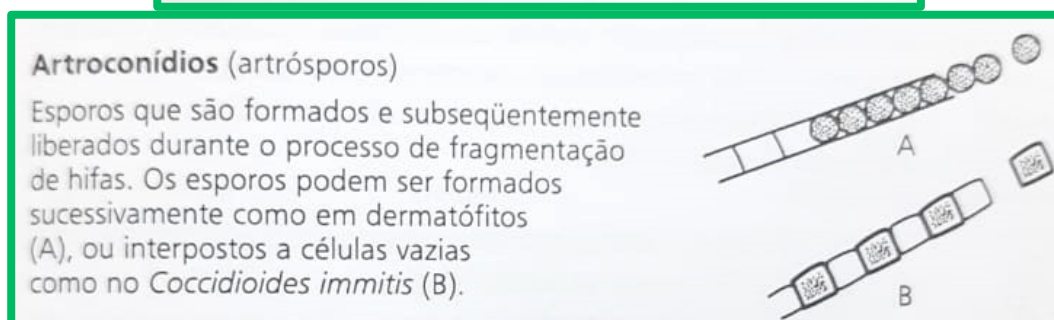 Artroconídios (artrósporos)
Esporos que são formados e subseqüentemente
liberados durante o processo de fragmentação
de hifas. Os esporos podem ser formados
sucessivamente como em dermatófitos
(A), ou interpostos a células vazias
como no Coccidioides immitis (B).
A
B